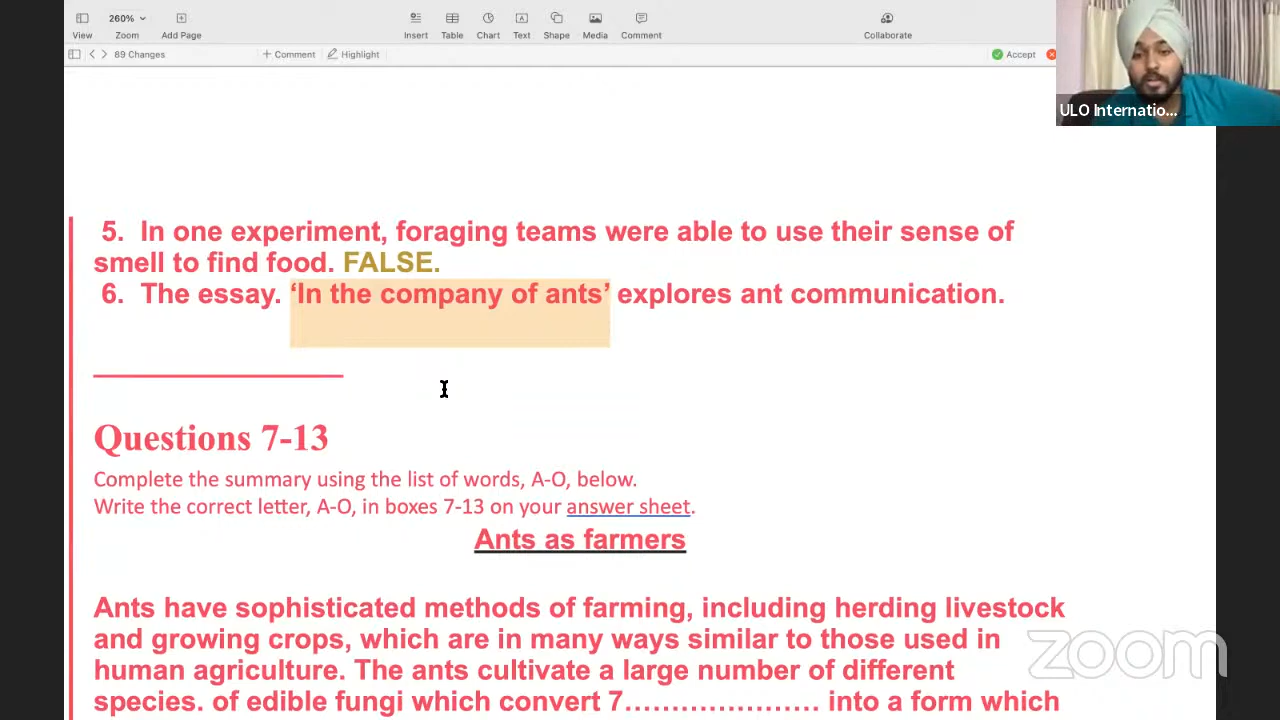 260%
View Zoom Add Page Insert Table Chart Text Shape Media Comment Collaborate
89 Changes + Comment Highlight Accept
ULO Internatio...
5. In one experiment, foraging teams were able to use their sense of
smell to find food. FALSE.
6. The essay. ‘In the company of ants’ explores ant communication.
Questions 7-13
Complete the summary using the list of words, A-O, below.
Write the correct letter, A-O, in boxes 7-13 on your answer sheet.
Ants as farmers
Ants have sophisticated methods of farming, including herding livestock
and growing crops, which are in many ways similar to those used in
human agriculture. The ants cultivate a large number of different
species. of edible fungi which convert 7..................... into a form which
zoom